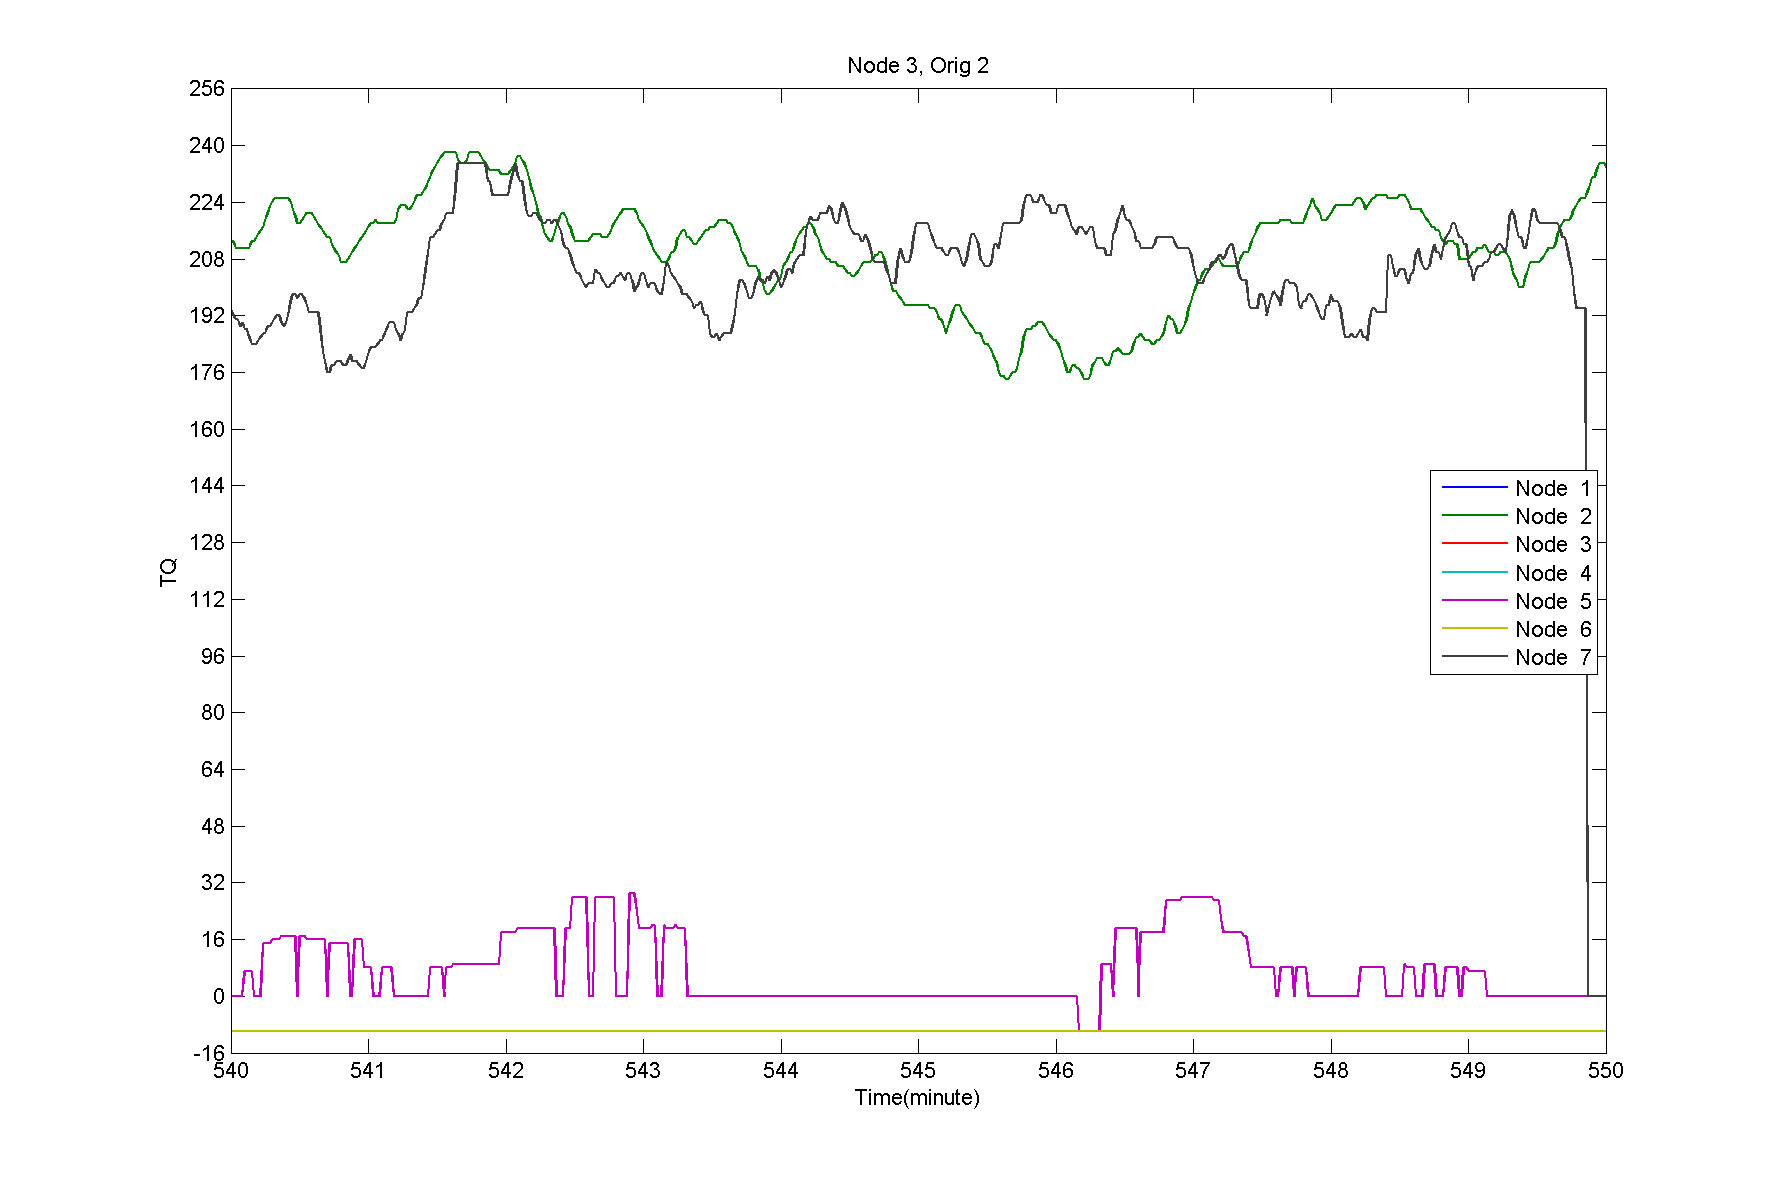 Node 3, Orig 2
256
240
224
208
192
176
160
144
128
112
96
80
64
48
32
16
0
-16
TQ
Node 1
Node 2
Node 3
Node 4
Node 5
Node 6
Node 7
540 541 542 543 544 545 546 547 548 549 550
Time(minute)